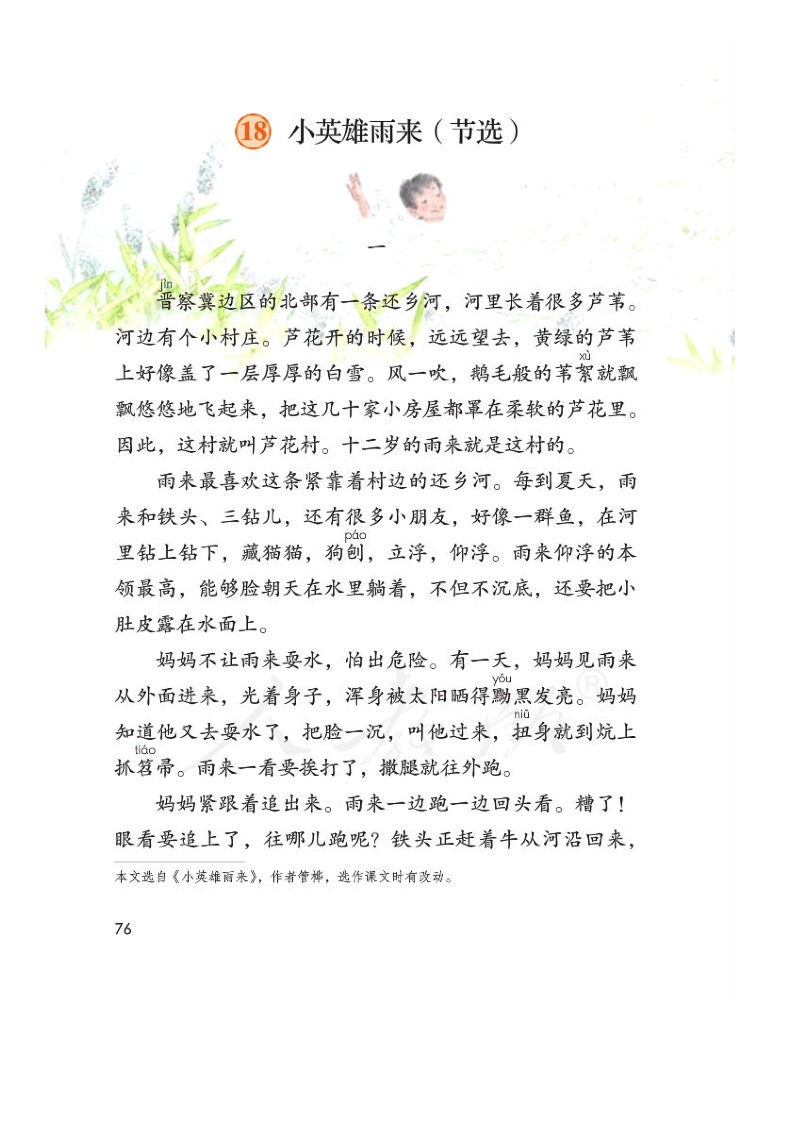 18 小英雄雨来（节选）
一
jìn
晋察冀边区的北部有一条还乡河，河里长着很多芦苇。
河边有个小村庄。芦花开的时候，远远望去，黄绿的芦苇
xù
上好像盖了一层厚厚的白雪。风一吹，鹅毛般的苇絮就飘
飘悠悠地飞起来，把这几十家小房屋都罩在柔软的芦花里。
因此，这村就叫芦花村。十二岁的雨来就是这村的。
雨来最喜欢这条紧靠着村边的还乡河。每到夏天，雨
来和铁头、三钻儿，还有很多小朋友，好像一群鱼，在河
páo
里钻上钻下，藏猫猫，狗刨，立浮，仰浮。雨来仰浮的本
领最高，能够脸朝天在水里躺着，不但不沉底，还要把小
肚皮露在水面上。
妈妈不让雨来耍水，怕出危险。有一天，妈妈见雨来
yǒu
从外面进来，光着身子，浑身被太阳晒得黝黑发亮。妈妈
niǔ
知道他又去耍水了，把脸一沉，叫他过来，扭身就到炕上
tiáo
抓笤帚。雨来一看要挨打了，撒腿就往外跑。
妈妈紧跟着追出来。雨来一边跑一边回头看。糟了！
眼看要追上了，往哪儿跑呢？铁头正赶着牛从河沿回来，
本文选自《小英雄雨来》，作者管桦，选作课文时有改动。
76
人教版®